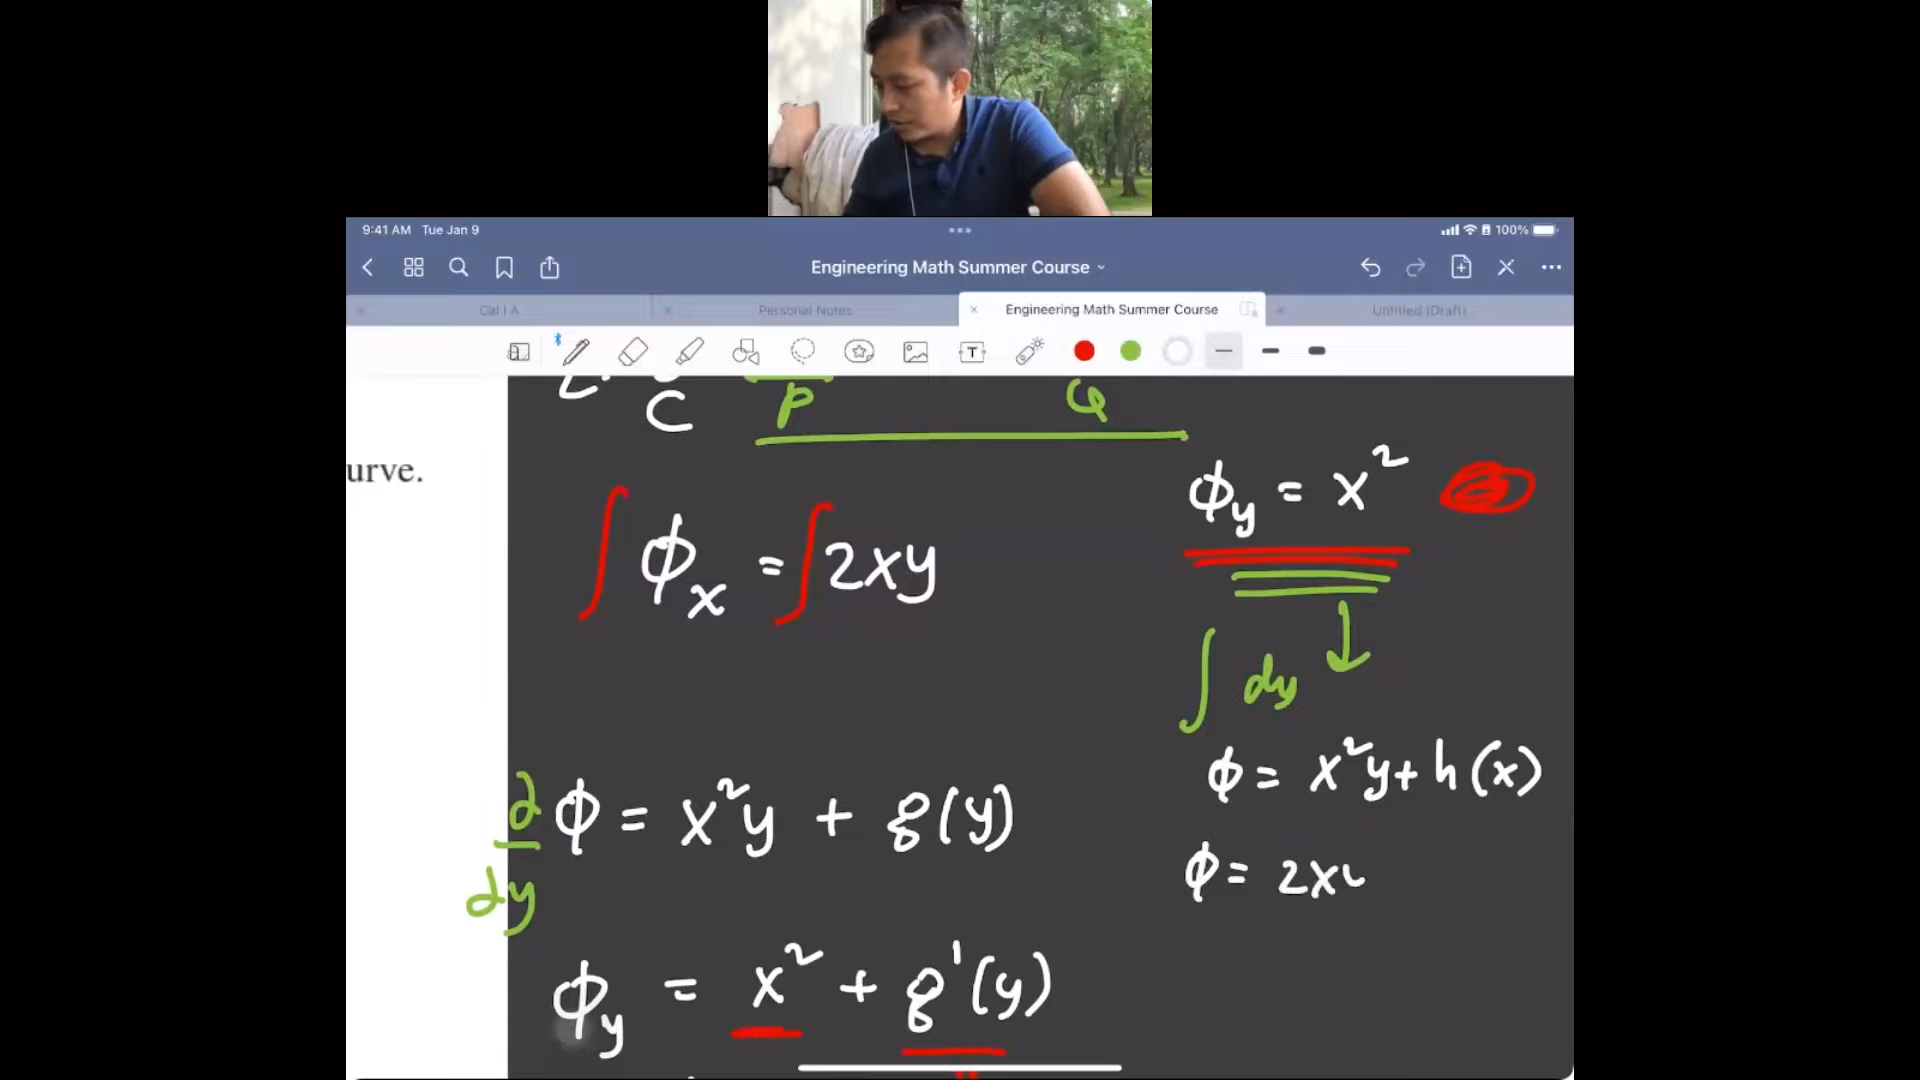 9:41 AM Tue Jan 9
100%
Engineering Math Summer Course
Cal I A
Personal Notes
Engineering Math Summer Course
Untitled (Draft)
T
urve.
C
P
Q
ϕy = x²
∫ϕx = ∫2xy
∫ dy
ϕ = x²y + h(x)
∂/dy ϕ = x²y + g(y)
ϕ = 2x
ϕy = x² + g'(y)